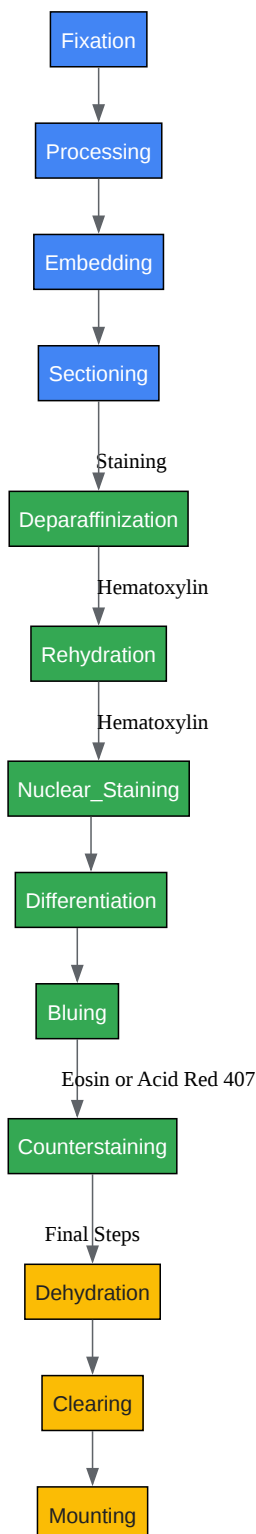 Fixation
Processing
Embedding
Sectioning
Staining
Deparaffinization
Hematoxylin
Rehydration
Hematoxylin
Nuclear_Staining
Differentiation
Bluing
Eosin or Acid Red 407
Counterstaining
Final Steps
Dehydration
Clearing
Mounting